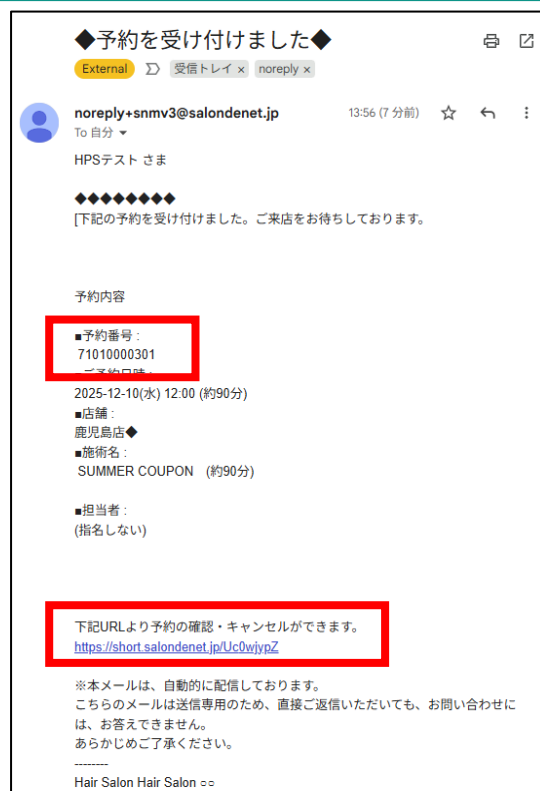 ◆予約を受け付けました◆
External 受信トレイ × noreply ×
noreply+snmv3@salondenet.jp 13:56 (7 分前)
To 自分
HPSテスト さま
◆◆◆◆◆◆◆◆
[下記の予約を受け付けました。ご来店をお待ちしております。
予約内容
■予約番号 :
71010000301
■ご予約日時 :
2025-12-10(水) 12:00 (約90分)
■店舗 :
鹿児島店◆
■施術名 :
SUMMER COUPON (約90分)
■担当者 :
(指名しない)
下記URLより予約の確認・キャンセルができます。
https://short.salondenet.jp/Uc0wjypZ
※本メールは、自動的に配信しております。
こちらのメールは送信専用のため、直接ご返信いただいても、お問い合わせに
は、お答えできません。
あらかじめご了承ください。
--------
Hair Salon Hair Salon ○○